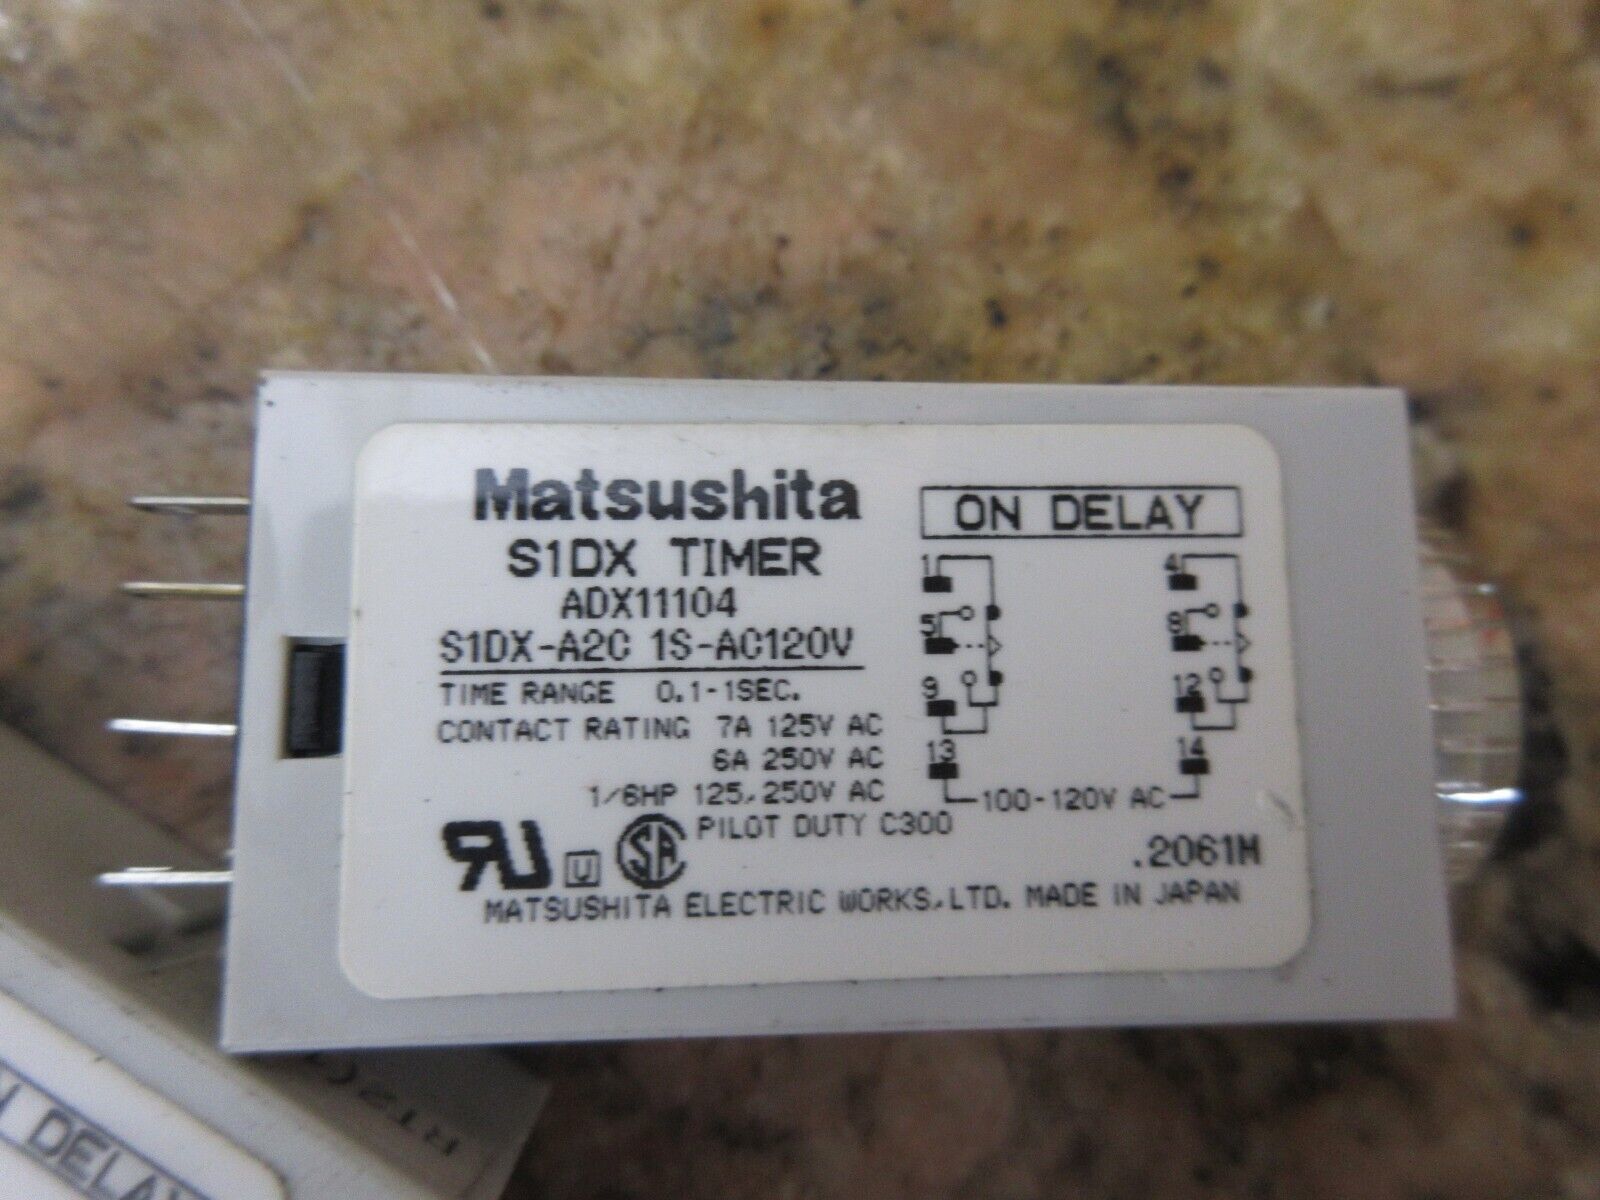 Matsushita
S1DX TIMER
ADX11104
S1DX-A2C 1S-AC120V
TIME RANGE 0.1-1SEC.
CONTACT RATING 7A 125V AC
6A 250V AC
1/6HP 125,250V AC
PILOT DUTY C300
ON DELAY
1 4
5 8
9 12
13 14
100-120V AC
.2061M
MATSUSHITA ELECTRIC WORKS,LTD. MADE IN JAPAN
DELAY